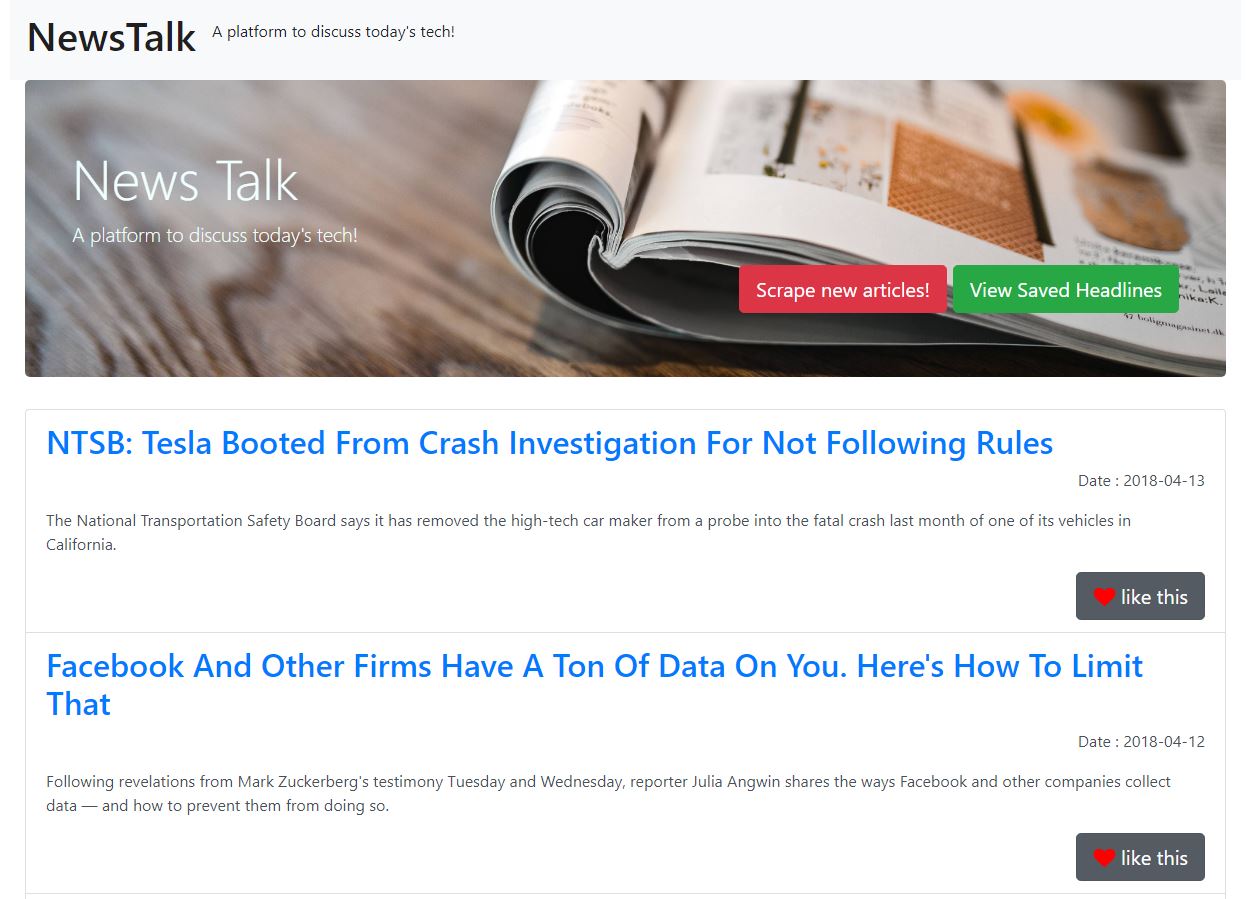 NewsTalk A platform to discuss today's tech!
News Talk
A platform to discuss today's tech!
Scrape new articles! View Saved Headlines
47 boligmagasinet.dk
NTSB: Tesla Booted From Crash Investigation For Not Following Rules
Date : 2018-04-13
The National Transportation Safety Board says it has removed the high-tech car maker from a probe into the fatal crash last month of one of its vehicles in
California.
like this
Facebook And Other Firms Have A Ton Of Data On You. Here's How To Limit
That
Date : 2018-04-12
Following revelations from Mark Zuckerberg's testimony Tuesday and Wednesday, reporter Julia Angwin shares the ways Facebook and other companies collect
data — and how to prevent them from doing so.
like this